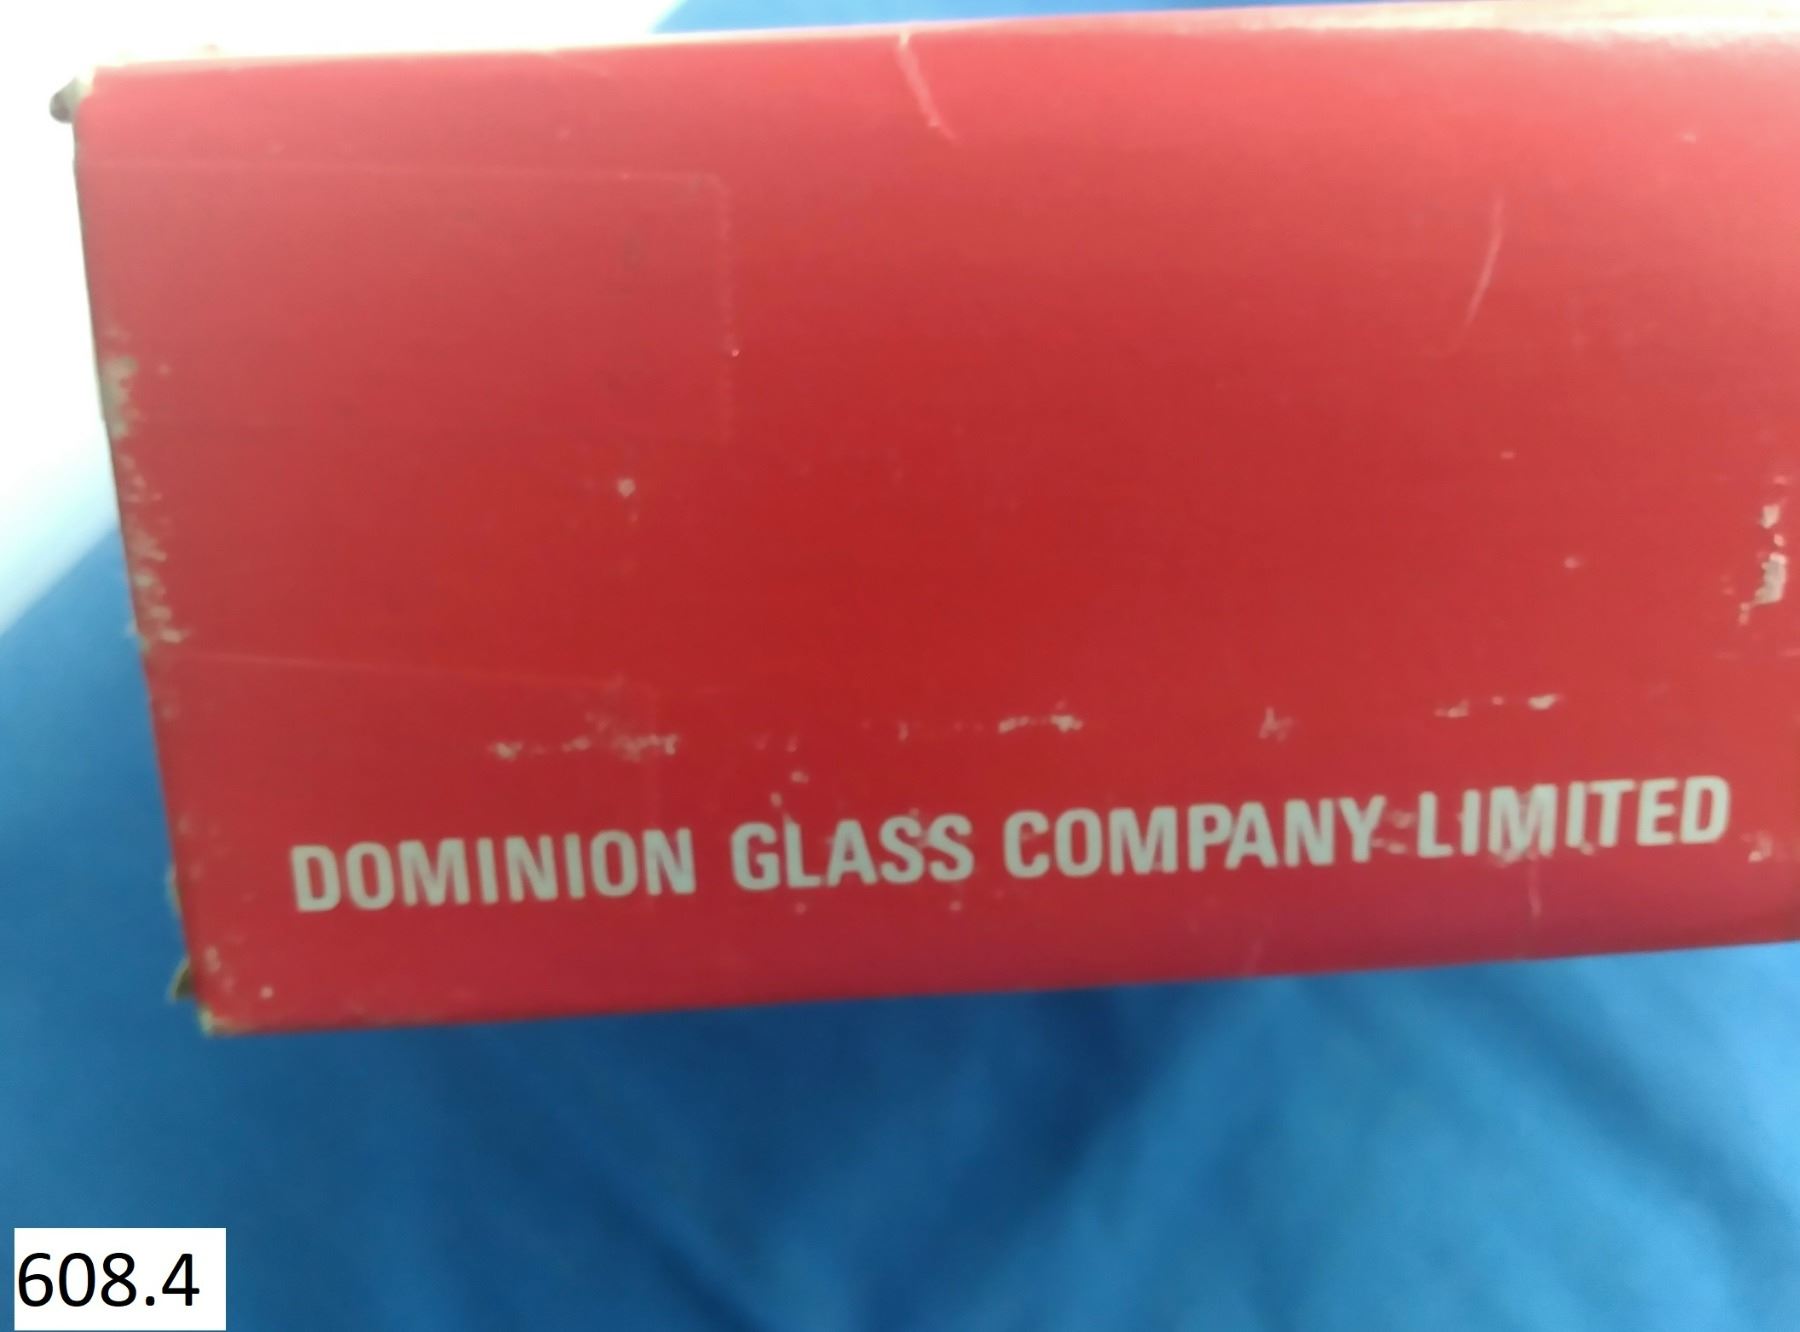 DOMINION GLASS COMPANY LIMITED
608.4